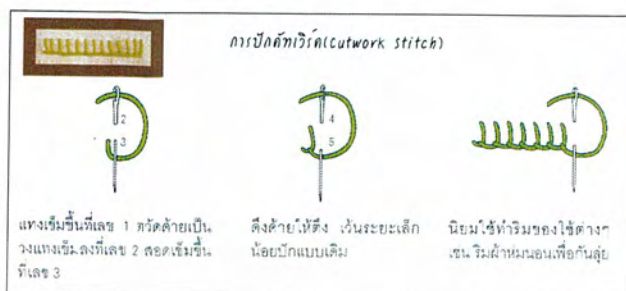 การปักคัทเวิร์ค(Cutwork Stitch)
2
3
4
5
แทงเข็มขึ้นที่เลข 1 ตวัดด้ายเป็น
วงแทงเข็มลงที่เลข 2 สอดเข็มขึ้น
ที่เลข 3
ดึงด้ายให้ตึง เว้นระยะเล็ก
น้อยปักแบบเดิม
นิยมใช้ทำริมของใช้ต่างๆ
เช่น ริมผ้าห่มนอนเพื่อกันลุ่ย